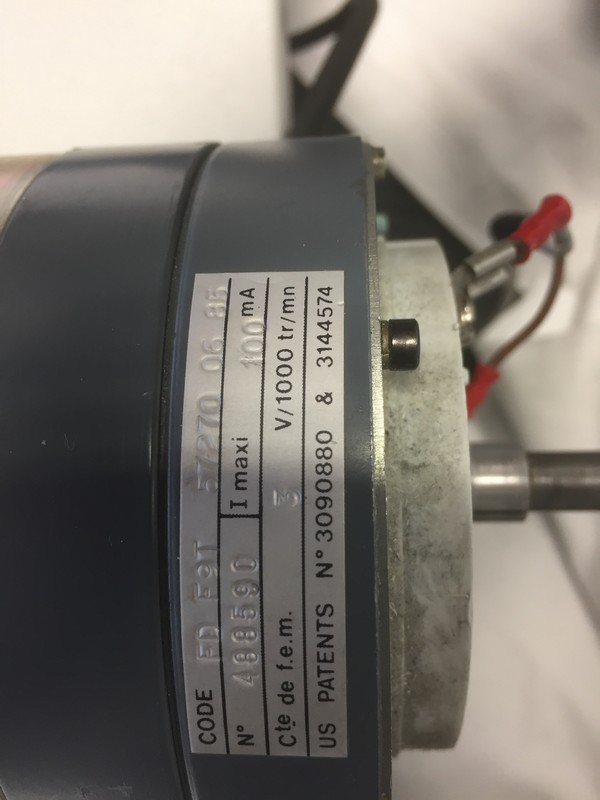 CODE FD F9T 57270 06 85
N° 488590 I maxi 100 mA
Cte de f.e.m. 3 V/1000 tr/mn
US PATENTS N° 3090880 & 3144574